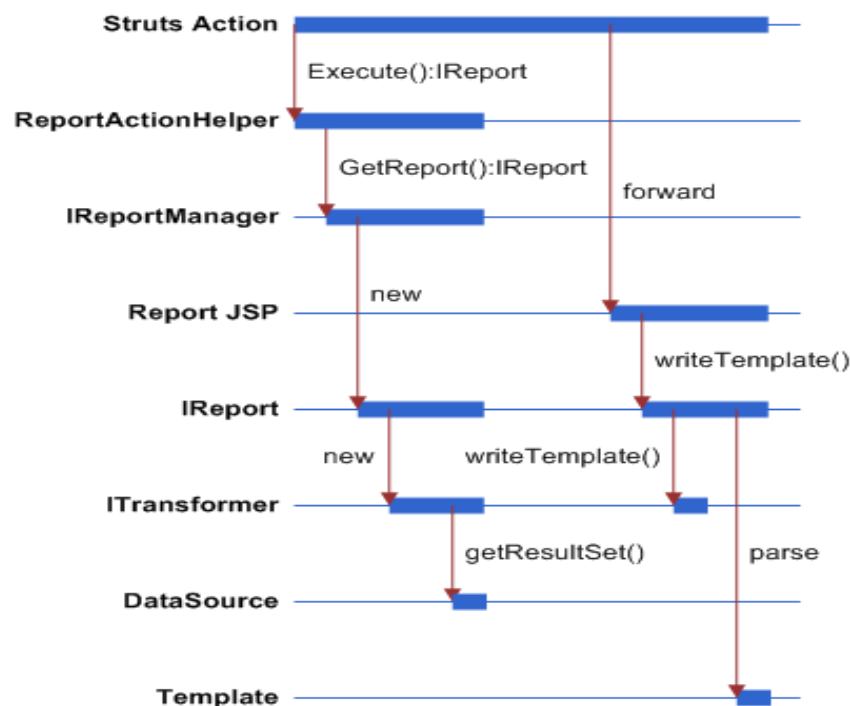 Struts Action
Execute():IReport
ReportActionHelper
GetReport():IReport
forward
IReportManager
new
Report JSP
writeTemplate()
IReport
new
writeTemplate()
ITransformer
getResultSet()
parse
DataSource
Template